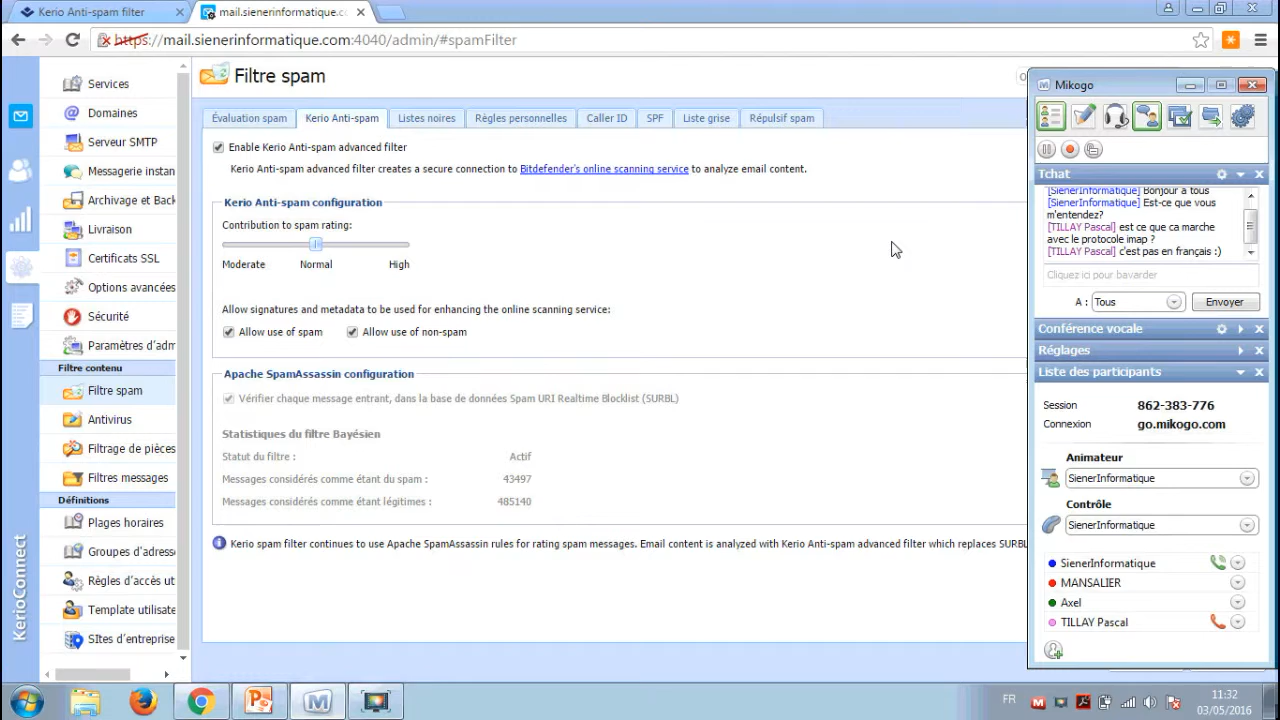 Kerio Anti-spam filter
mail.sienerinformatique.cc
https://mail.sienerinformatique.com:4040/admin/#spamFilter
KerioConnect
Services
Domaines
Serveur SMTP
Messagerie instan
Archivage et Back
Livraison
Certificats SSL
Options avancées
Sécurité
Paramètres d'adm
Filtre contenu
Filtre spam
Antivirus
Filtrage de pièces
Filtres messages
Définitions
Plages horaires
Groupes d'adress
Règles d'accès ut
Template utilisate
SItes d'entreprise
Filtre spam
Évaluation spam
Kerio Anti-spam
Listes noires
Règles personnelles
Caller ID
SPF
Liste grise
Répulsif spam
Enable Kerio Anti-spam advanced filter
Kerio Anti-spam advanced filter creates a secure connection to Bitdefender's online scanning service to analyze email content.
Kerio Anti-spam configuration
Contribution to spam rating:
Moderate Normal High
Allow signatures and metadata to be used for enhancing the online scanning service:
Allow use of spam Allow use of non-spam
Apache SpamAssassin configuration
Vérifier chaque message entrant, dans la base de données Spam URI Realtime Blocklist (SURBL)
Statistiques du filtre Bayésien
Statut du filtre : Actif
Messages considérés comme étant du spam : 43497
Messages considérés comme étant légitimes : 485140
Kerio spam filter continues to use Apache SpamAssassin rules for rating spam messages. Email content is analyzed with Kerio Anti-spam advanced filter which replaces SURBL
Mikogo
Tchat
[SienerInformatique] Bonjour à tous
[SienerInformatique] Est-ce que vous
m'entendez?
[TILLAY Pascal] est ce que ca marche
avec le protocole imap ?
[TILLAY Pascal] c'est pas en français :)
Cliquez ici pour bavarder
A : Tous Envoyer
Conférence vocale
Réglages
Liste des participants
Session 862-383-776
Connexion go.mikogo.com
Animateur
SienerInformatique
Contrôle
SienerInformatique
SienerInformatique
MANSALIER
Axel
TILLAY Pascal
FR
11:32
03/05/2016